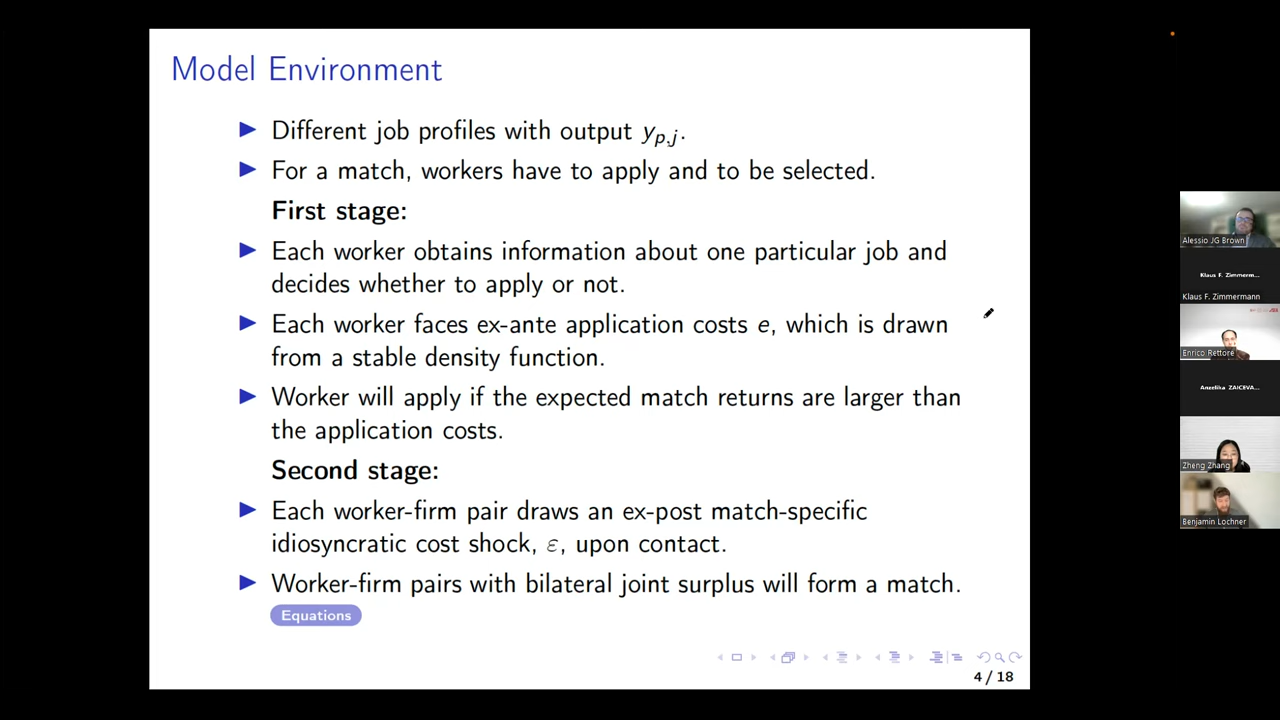 Model Environment
Different job profiles with output y_{p,j}.
For a match, workers have to apply and to be selected.
First stage:
Each worker obtains information about one particular job and
decides whether to apply or not.
Each worker faces ex-ante application costs e, which is drawn
from a stable density function.
Worker will apply if the expected match returns are larger than
the application costs.
Second stage:
Each worker-firm pair draws an ex-post match-specific
idiosyncratic cost shock, ε, upon contact.
Worker-firm pairs with bilateral joint surplus will form a match.
Equations
4 / 18
Alessio JG Brown
Klaus F. Zimmerm...
Klaus F. Zimmermann
Enrico Rettore
Angelika ZAICEVA...
Zheng Zhang
Benjamin Lochner